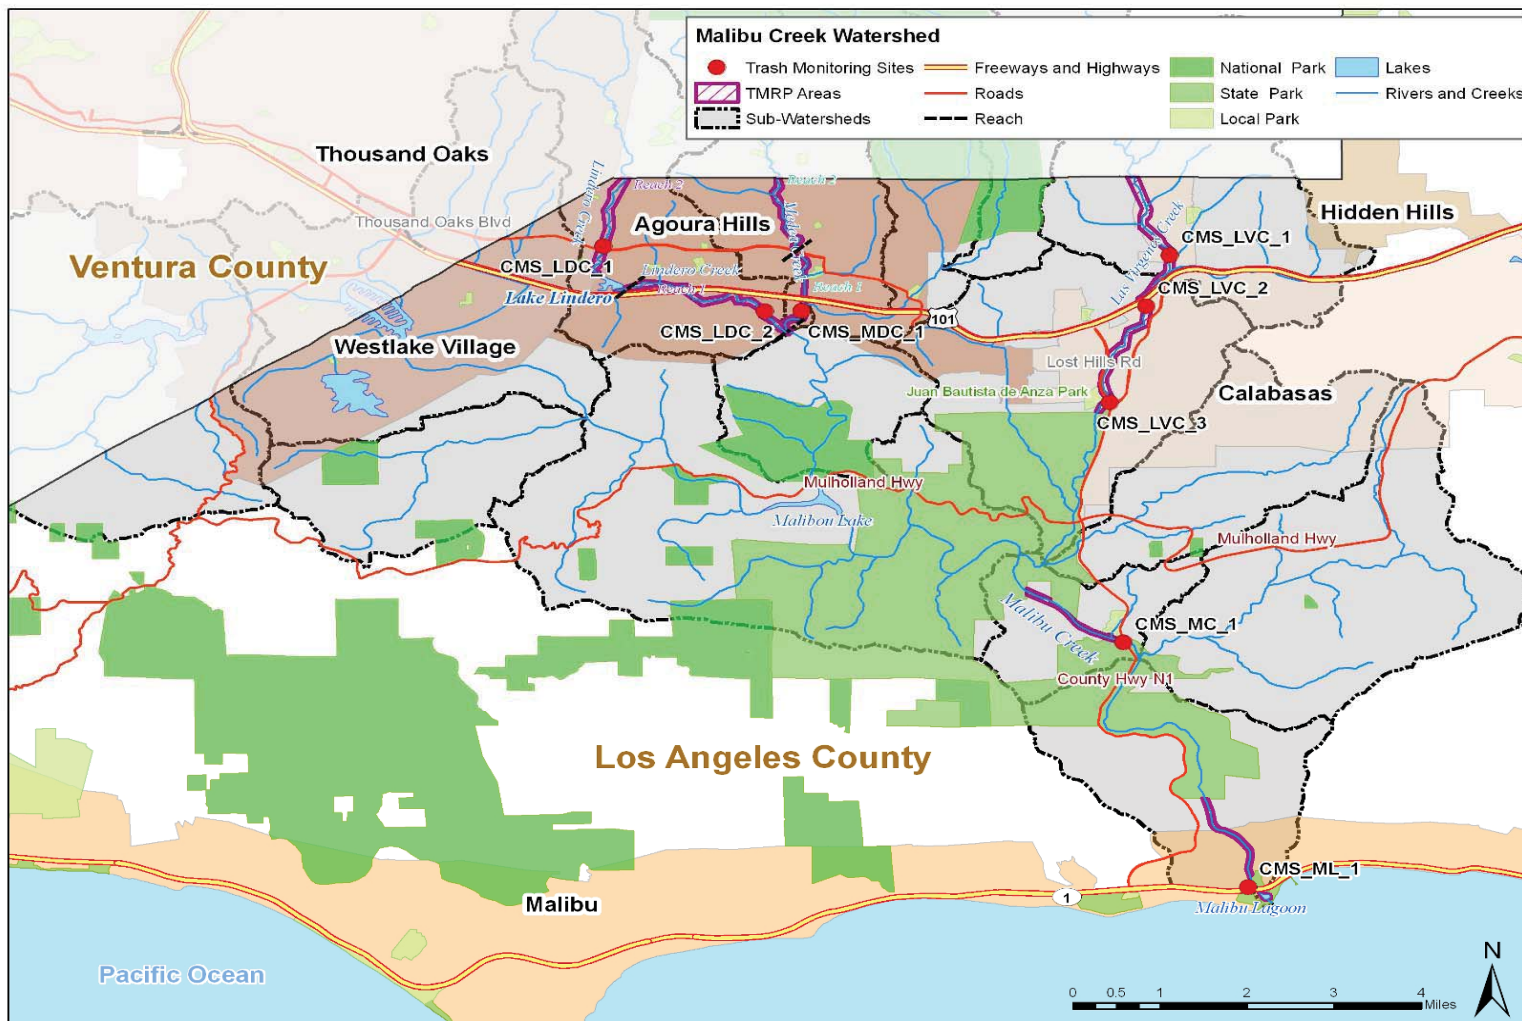 Malibu Creek Watershed
Trash Monitoring Sites
Freeways and Highways
National Park
Lakes
TMRP Areas
Roads
State Park
Rivers and Creeks
Sub-Watersheds
Reach
Local Park
Thousand Oaks
Lindero Creek
Reach 2
Reach 2
Thousand Oaks Blvd
Agoura Hills
Medea Creek
Las Virgenes Creek
Hidden Hills
CMS_LVC_1
Ventura County
CMS_LDC_1
Lindero Creek
Reach 1
Reach 1
Lake Lindero
CMS_LVC_2
101
CMS_LDC_2
CMS_MDC_1
Westlake Village
Lost Hills Rd
Juan Bautista de Anza Park
Calabasas
CMS_LVC_3
Mulholland Hwy
Malibou Lake
Mulholland Hwy
Malibu Creek
CMS_MC_1
County Hwy N1
Los Angeles County
CMS_ML_1
Malibu
1
Malibu Lagoon
Pacific Ocean
N
0 0.5 1 2 3 4
Miles